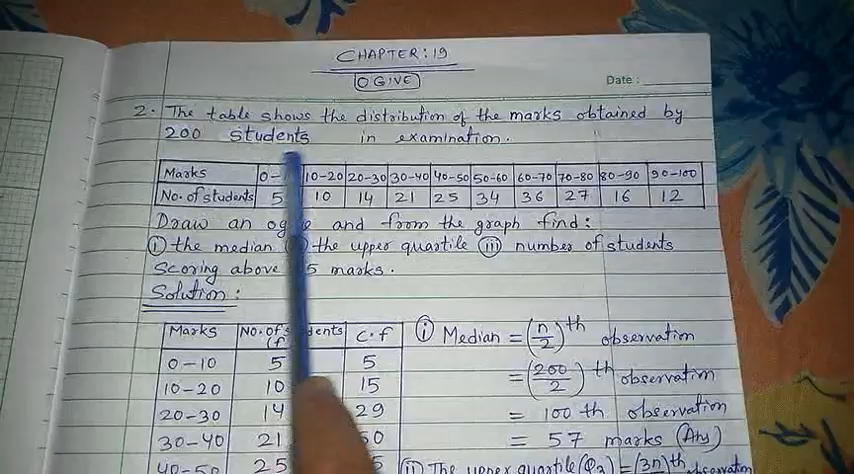 CHAPTER: 19
OGIVE
Date:
2. The table shows the distribution of the marks obtained by
200 students in examination.
Marks 10-20 20-30 30-40 40-50 50-60 60-70 70-80 80-90 90-100
No. of students 5 10 14 21 25 34 36 27 16 12
Draw an and from the graph find:
(i) the median the upper quartile (iii) number of students
scoring above marks.
Solution:
Marks No. of C.f
0-10 5 5
10-20 10 15
20-30 14 29
30-40 21
40-50 25
(i) Median = (n/2)th observation
= (200/2)th observation
= 100 th observation
= 57 marks (Ans)
(ii) The upper quartile (Q3) = (3n)th observation